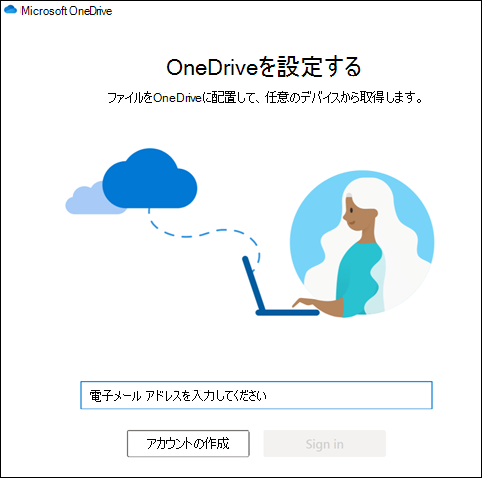 Microsoft OneDrive
OneDriveを設定する
ファイルをOneDriveに配置して、任意のデバイスから取得します。
電子メール アドレスを入力してください
アカウントの作成
Sign in